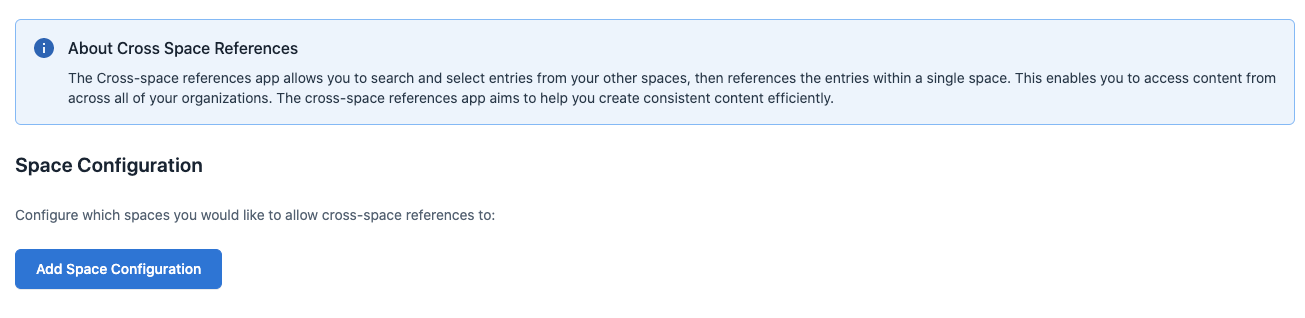 About Cross Space References
The Cross-space references app allows you to search and select entries from your other spaces, then references the entries within a single space. This enables you to access content from
across all of your organizations. The cross-space references app aims to help you create consistent content efficiently.
Space Configuration
Configure which spaces you would like to allow cross-space references to:
Add Space Configuration